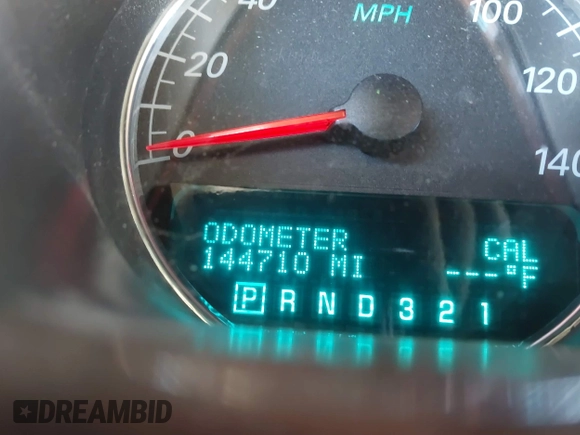 40 MPH 100
20 120
0 140
ODOMETER
144710 MI
CAL
---°F
P R N D 3 2 1
DREAMBID